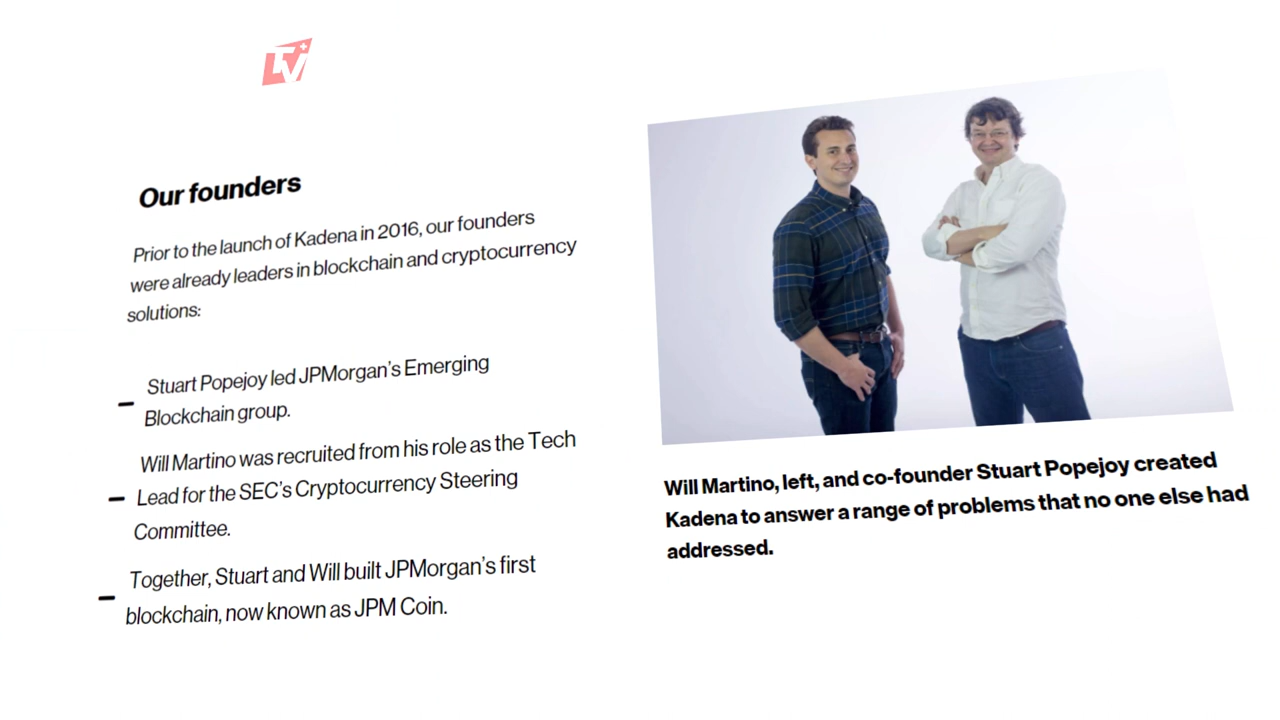 TV+
Our founders
Prior to the launch of Kadena in 2016, our founders
were already leaders in blockchain and cryptocurrency
solutions:
Stuart Popejoy led JPMorgan's Emerging
Blockchain group.
Will Martino was recruited from his role as the Tech
Lead for the SEC's Cryptocurrency Steering
Committee.
Together, Stuart and Will built JPMorgan's first
blockchain, now known as JPM Coin.
Will Martino, left, and co-founder Stuart Popejoy created
Kadena to answer a range of problems that no one else had
addressed.